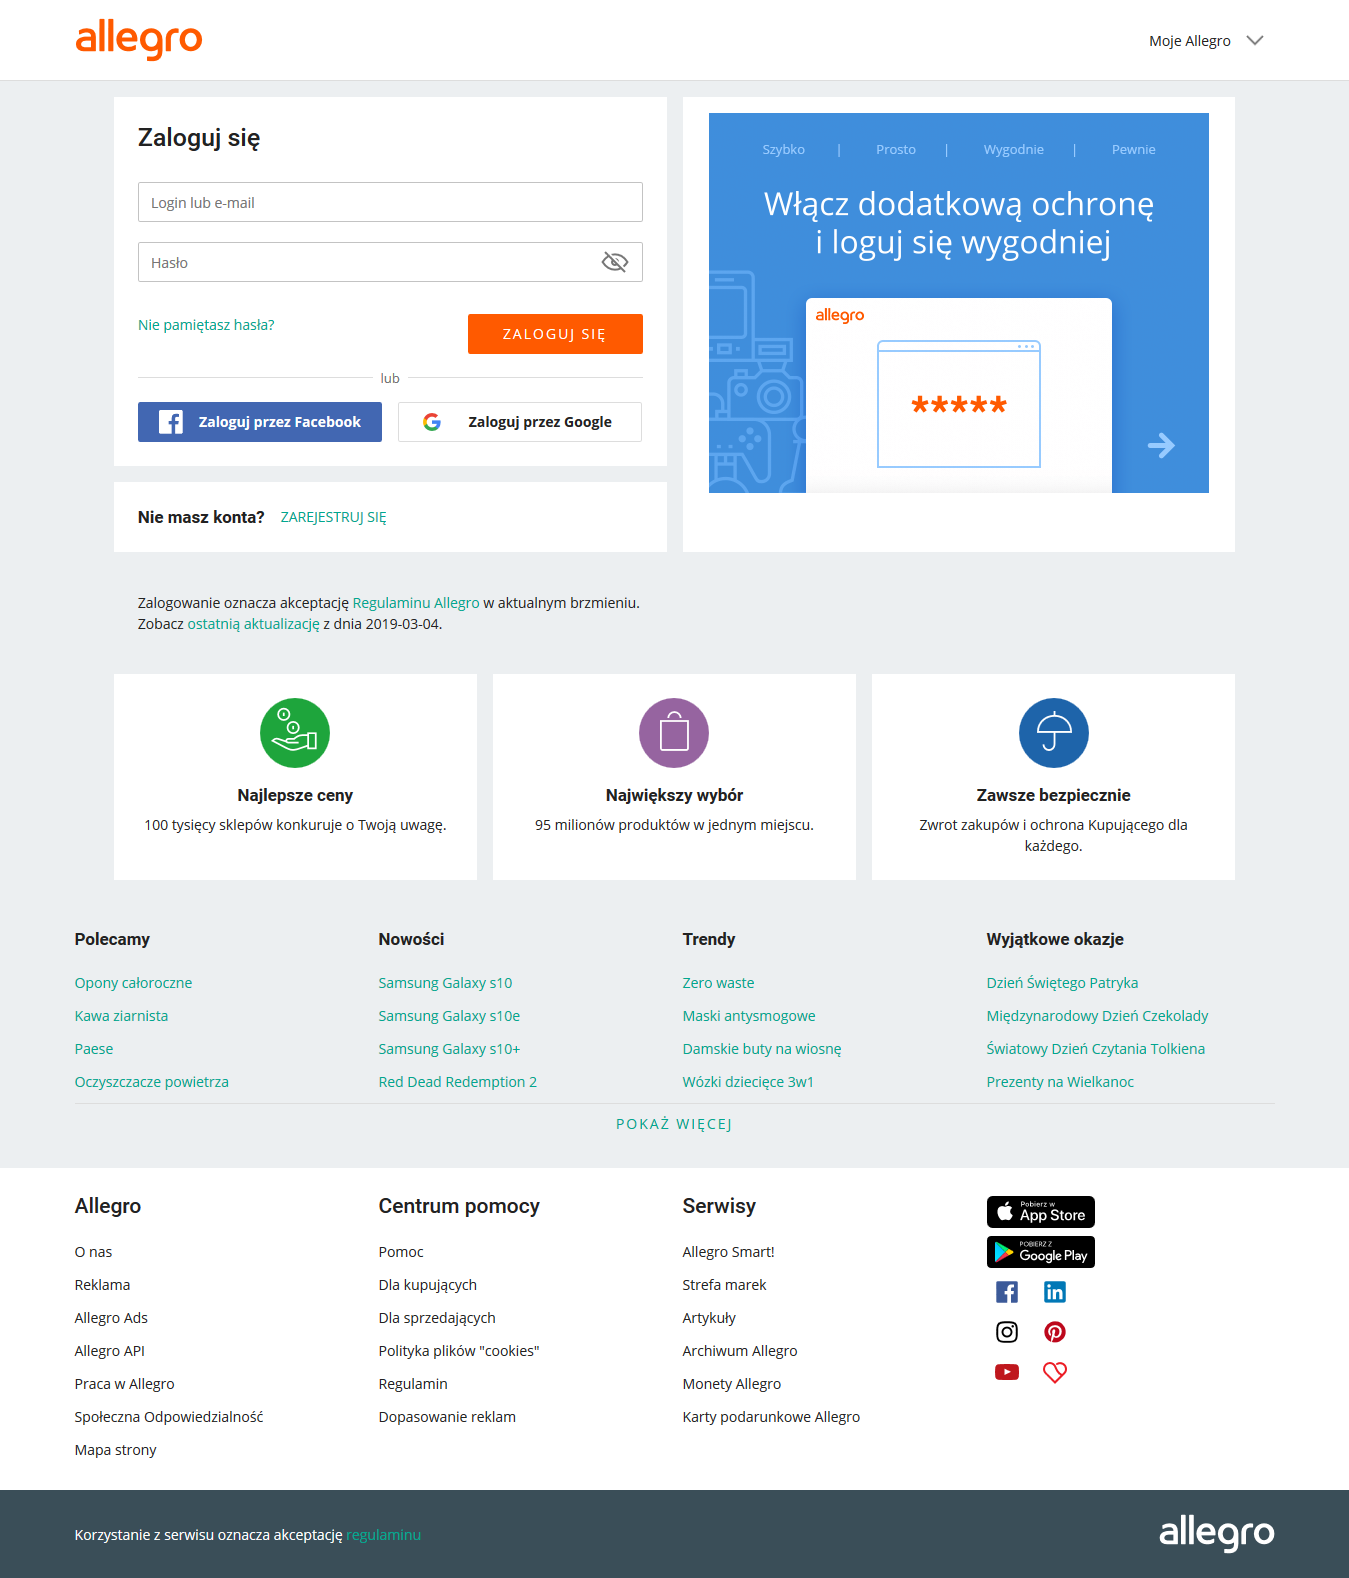 allegro
Moje Allegro
Zaloguj się
Login lub e-mail
Hasło
Nie pamiętasz hasła?
ZALOGUJ SIĘ
lub
Zaloguj przez Facebook
Zaloguj przez Google
Nie masz konta? ZAREJESTRUJ SIĘ
Szybko | Prosto | Wygodnie | Pewnie
Włącz dodatkową ochronę
i loguj się wygodniej
allegro
*****
Zalogowanie oznacza akceptację Regulaminu Allegro w aktualnym brzmieniu.
Zobacz ostatnią aktualizację z dnia 2019-03-04.
Najlepsze ceny
100 tysięcy sklepów konkuruje o Twoją uwagę.
Największy wybór
95 milionów produktów w jednym miejscu.
Zawsze bezpiecznie
Zwrot zakupów i ochrona Kupującego dla
każdego.
Polecamy
Opony całoroczne
Kawa ziarnista
Paese
Oczyszczacze powietrza
Nowości
Samsung Galaxy s10
Samsung Galaxy s10e
Samsung Galaxy s10+
Red Dead Redemption 2
Trendy
Zero waste
Maski antysmogowe
Damskie buty na wiosnę
Wózki dziecięce 3w1
Wyjątkowe okazje
Dzień Świętego Patryka
Międzynarodowy Dzień Czekolady
Światowy Dzień Czytania Tolkiena
Prezenty na Wielkanoc
POKAŻ WIĘCEJ
Allegro
O nas
Reklama
Allegro Ads
Allegro API
Praca w Allegro
Społeczna Odpowiedzialność
Mapa strony
Centrum pomocy
Pomoc
Dla kupujących
Dla sprzedających
Polityka plików "cookies"
Regulamin
Dopasowanie reklam
Serwisy
Allegro Smart!
Strefa marek
Artykuły
Archiwum Allegro
Monety Allegro
Karty podarunkowe Allegro
Pobierz w
App Store
POBIERZ Z
Google Play
Korzystanie z serwisu oznacza akceptację regulaminu
allegro